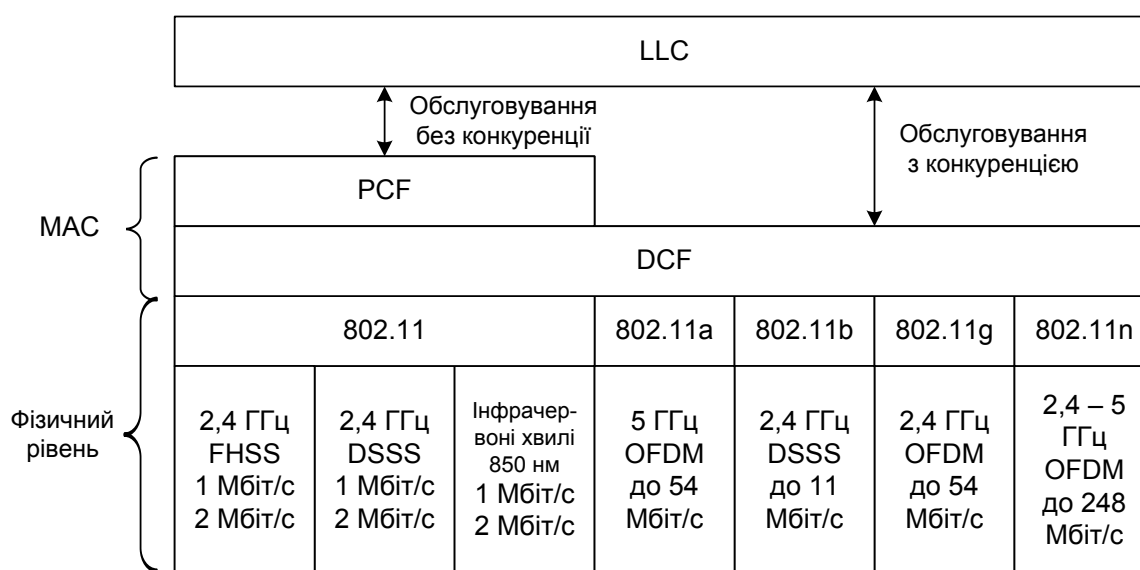 LLC
Обслуговування
без конкуренції
Обслуговування
з конкуренцією
PCF
MAC
DCF
802.11
802.11a
802.11b
802.11g
802.11n
Фізичний
рівень
2,4 ГГц
FHSS
1 Мбіт/с
2 Мбіт/с
2,4 ГГц
DSSS
1 Мбіт/с
2 Мбіт/с
Інфрачер-
воні хвилі
850 нм
1 Мбіт/с
2 Мбіт/с
5 ГГц
OFDM
до 54
Мбіт/с
2,4 ГГц
DSSS
до 11
Мбіт/с
2,4 ГГц
OFDM
до 54
Мбіт/с
2,4 – 5
ГГц
OFDM
до 248
Мбіт/с